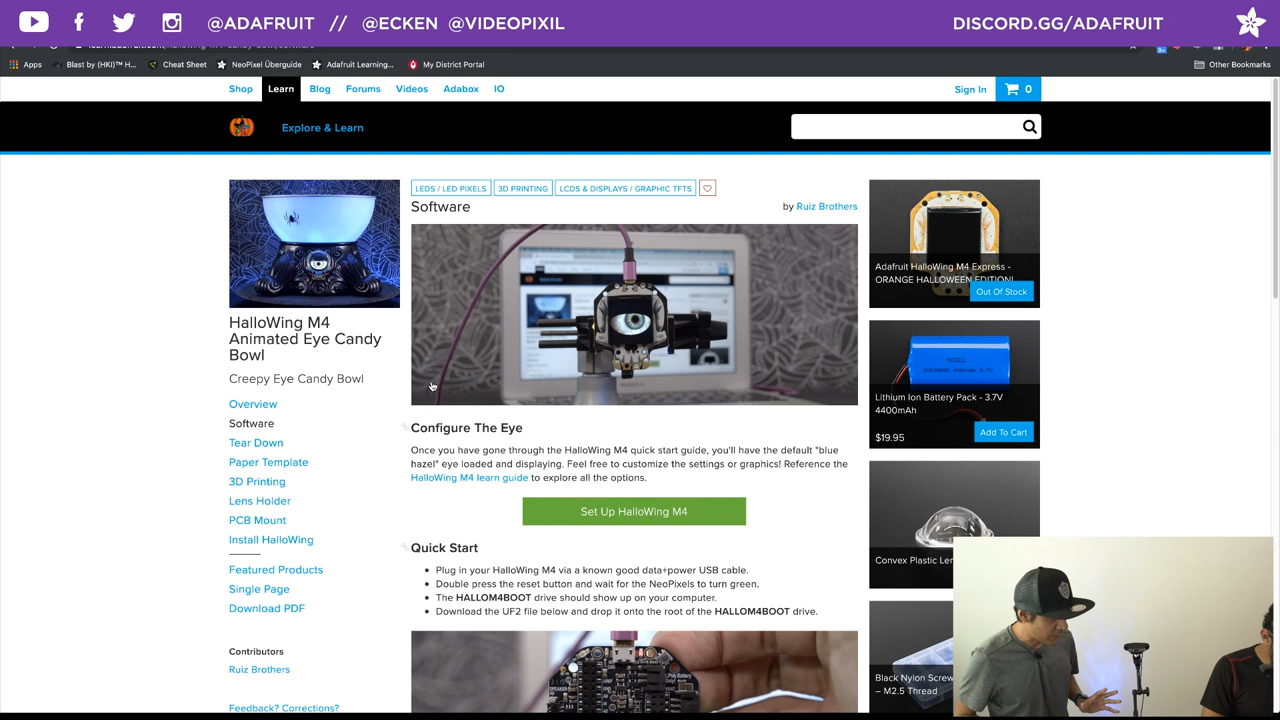 @ADAFRUIT // @ECKEN @VIDEOPIXIL
DISCORD.GG/ADAFRUIT
Apps
Blast by (HKI)™ H...
Cheat Sheet
NeoPixel Überguide
Adafruit Learning...
My District Portal
Other Bookmarks
Shop
Learn
Blog
Forums
Videos
Adabox
IO
Sign In
0
Explore & Learn
LEDS / LED PIXELS
3D PRINTING
LCDS & DISPLAYS / GRAPHIC TFTS
Software
by Ruiz Brothers
HalloWing M4
Animated Eye Candy
Bowl
Creepy Eye Candy Bowl
Overview
Software
Tear Down
Paper Template
3D Printing
Lens Holder
PCB Mount
Install HalloWing
Featured Products
Single Page
Download PDF
Contributors
Ruiz Brothers
Feedback? Corrections?
Configure The Eye
Once you have gone through the HalloWing M4 quick start guide, you'll have the default "blue
hazel" eye loaded and displaying. Feel free to customize the settings or graphics! Reference the
HalloWing M4 learn guide to explore all the options.
Set Up HalloWing M4
Quick Start
Plug in your HalloWing M4 via a known good data+power USB cable.
Double press the reset button and wait for the NeoPixels to turn green.
The HALLOM4BOOT drive should show up on your computer.
Download the UF2 file below and drop it onto the root of the HALLOM4BOOT drive.
Adafruit HalloWing M4 Express -
ORANGE HALLOWEEN EDITION!
Out Of Stock
Lithium Ion Battery Pack - 3.7V
4400mAh
$19.95
Add To Cart
Convex Plastic Len
Black Nylon Screw
– M2.5 Thread